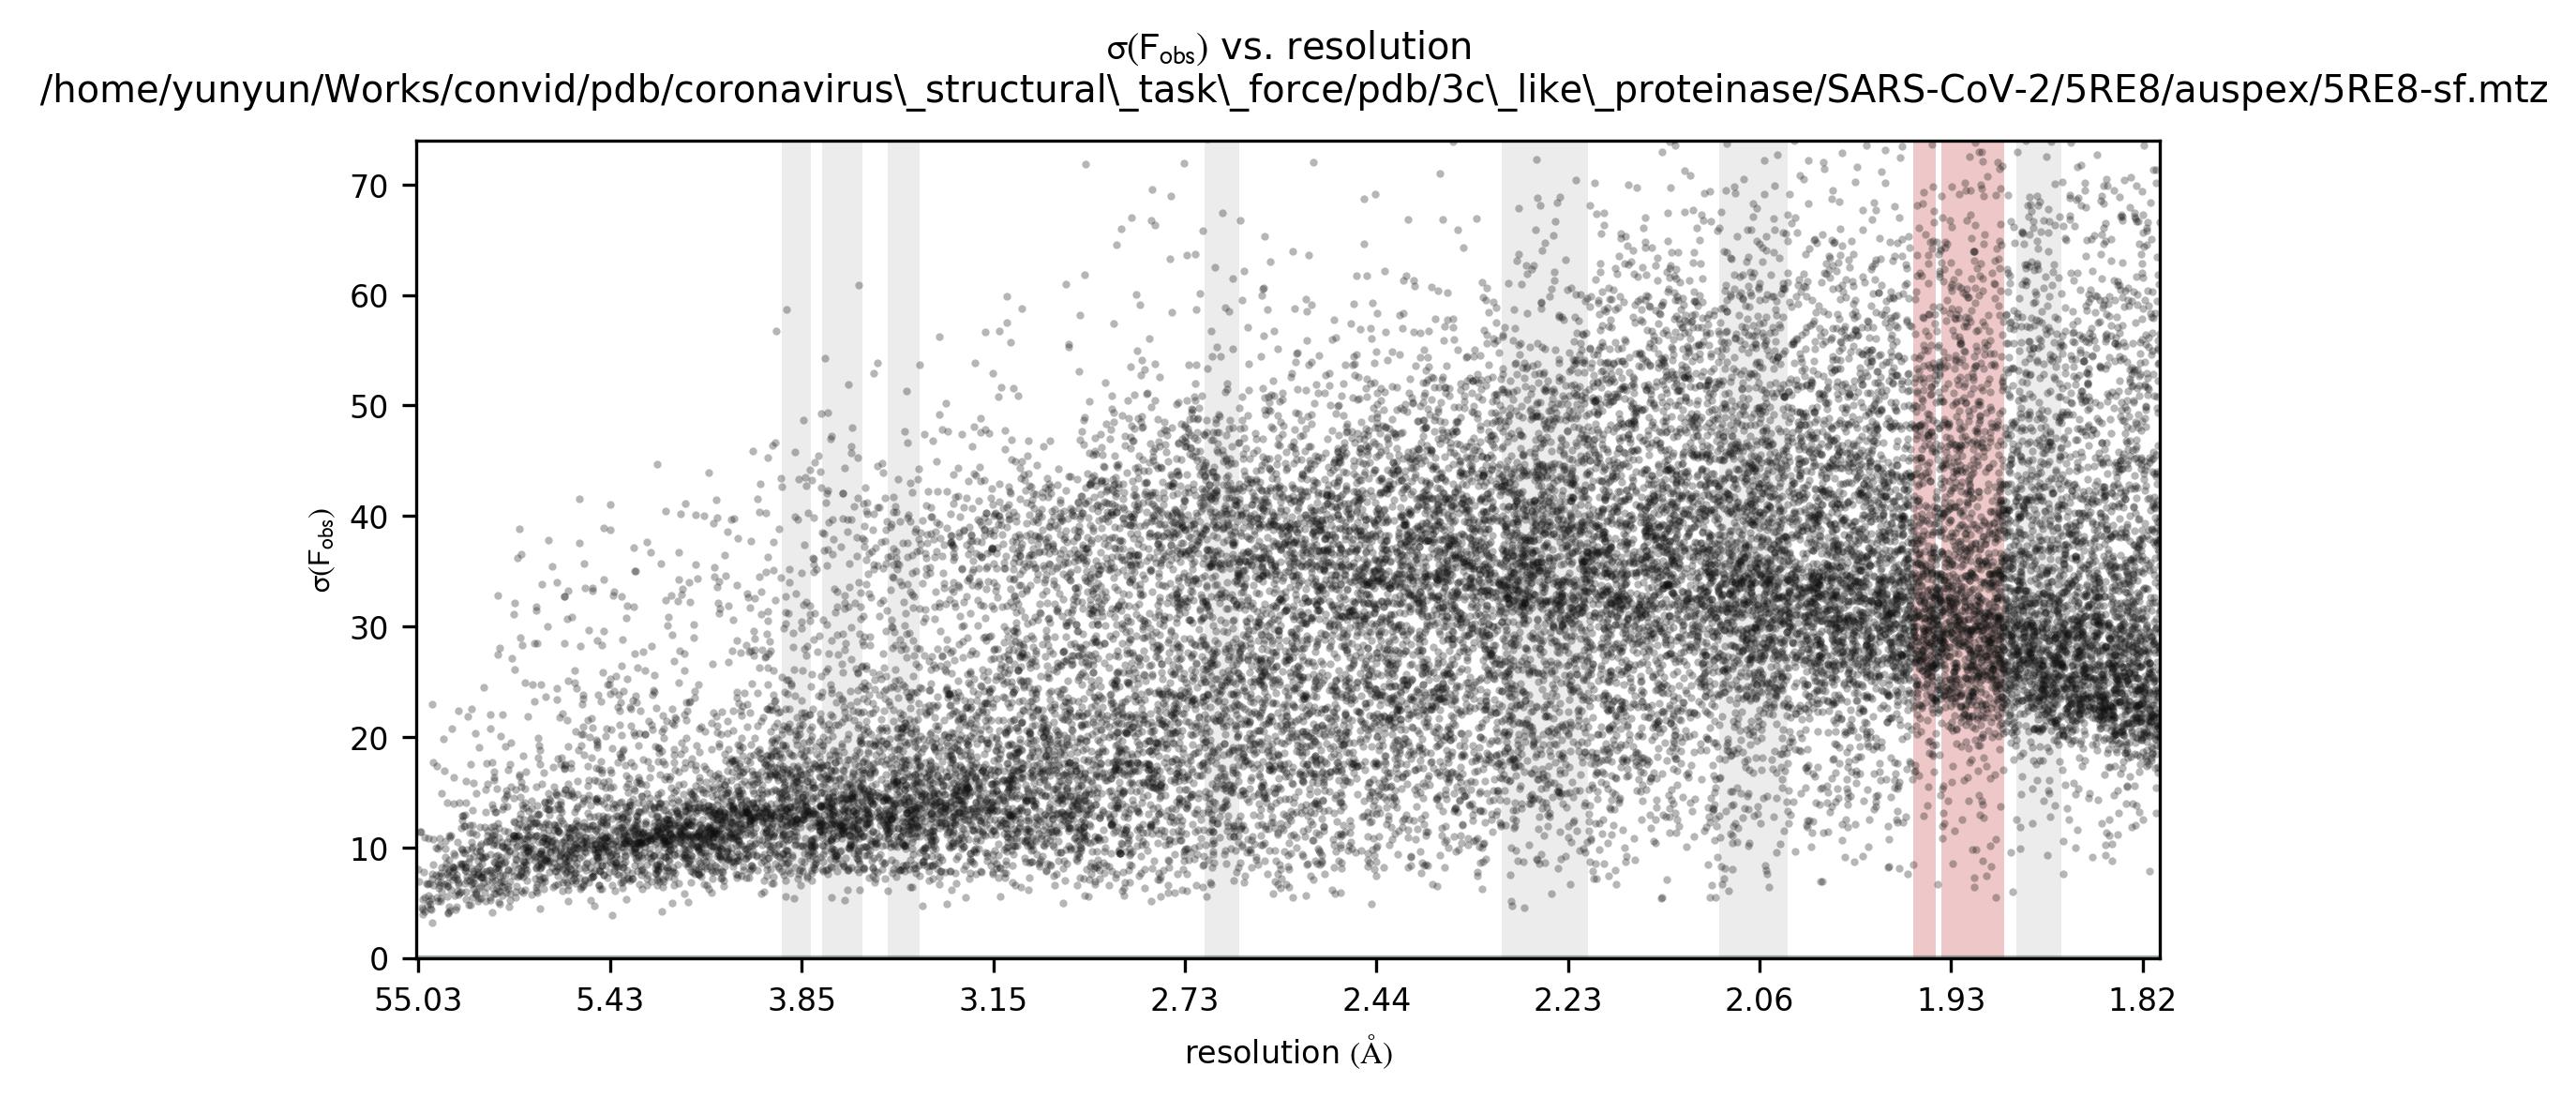 σ(Fobs) vs. resolution
/home/yunyun/Works/convid/pdb/coronavirus\_structural\_task\_force/pdb/3c\_like\_proteinase/SARS-CoV-2/5RE8/auspex/5RE8-sf.mtz
70
60
50
40
30
20
10
0
σ(Fobs)
55.03 5.43 3.85 3.15 2.73 2.44 2.23 2.06 1.93 1.82
resolution (Å)